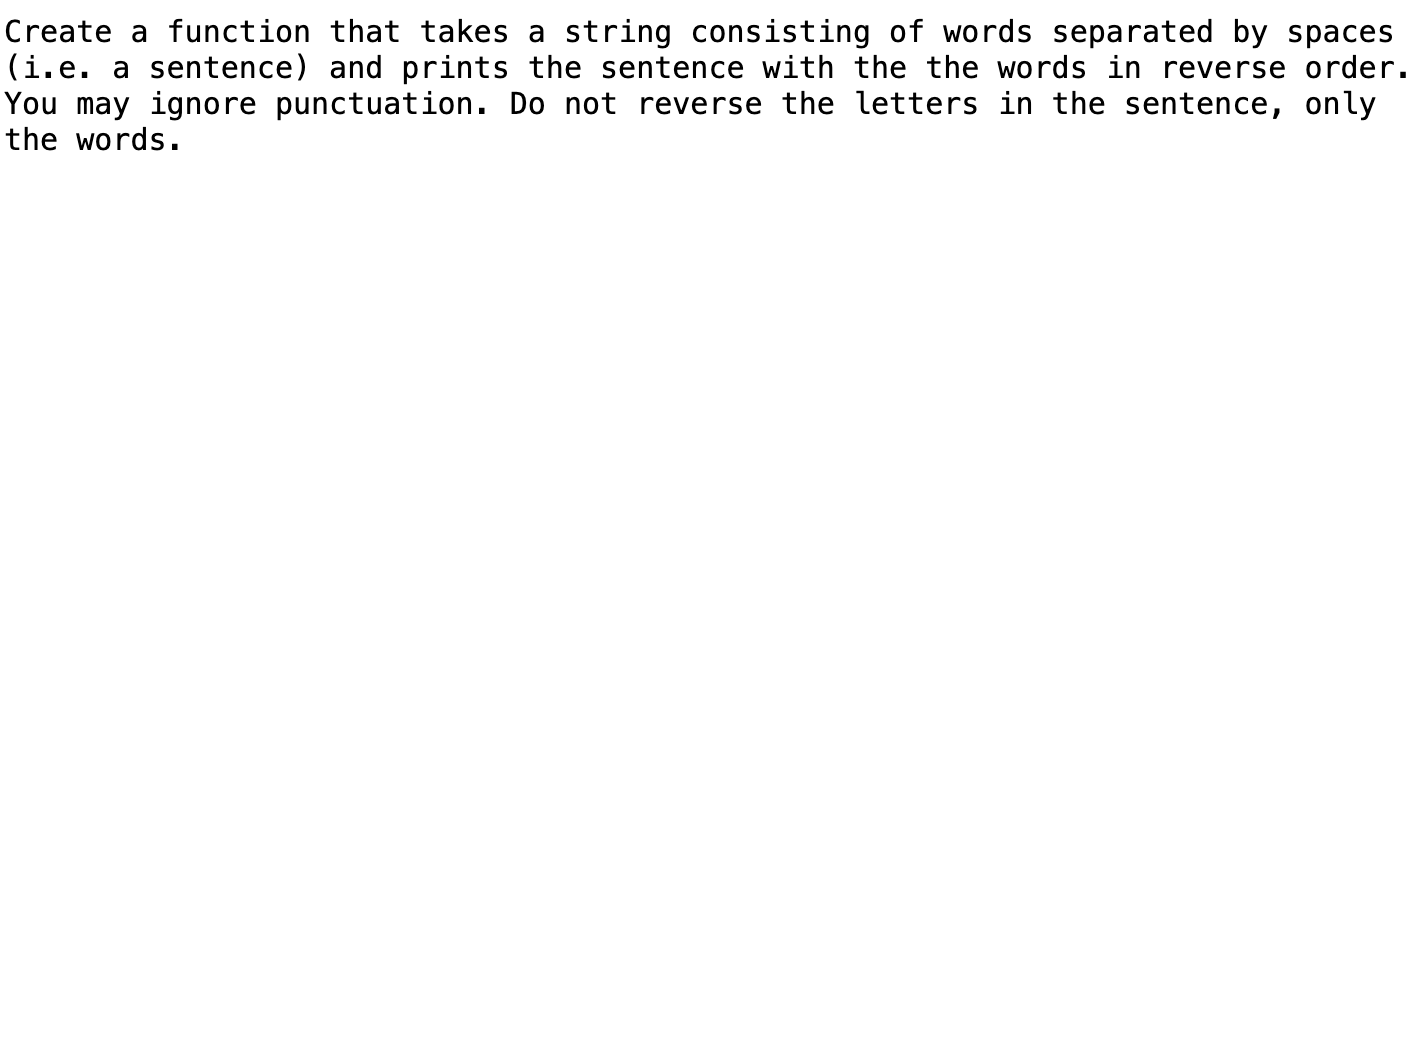 Create a function that takes a string consisting of words separated by spaces
(i.e. a sentence) and prints the sentence with the the words in reverse order.
You may ignore punctuation. Do not reverse the letters in the sentence, only
the words.